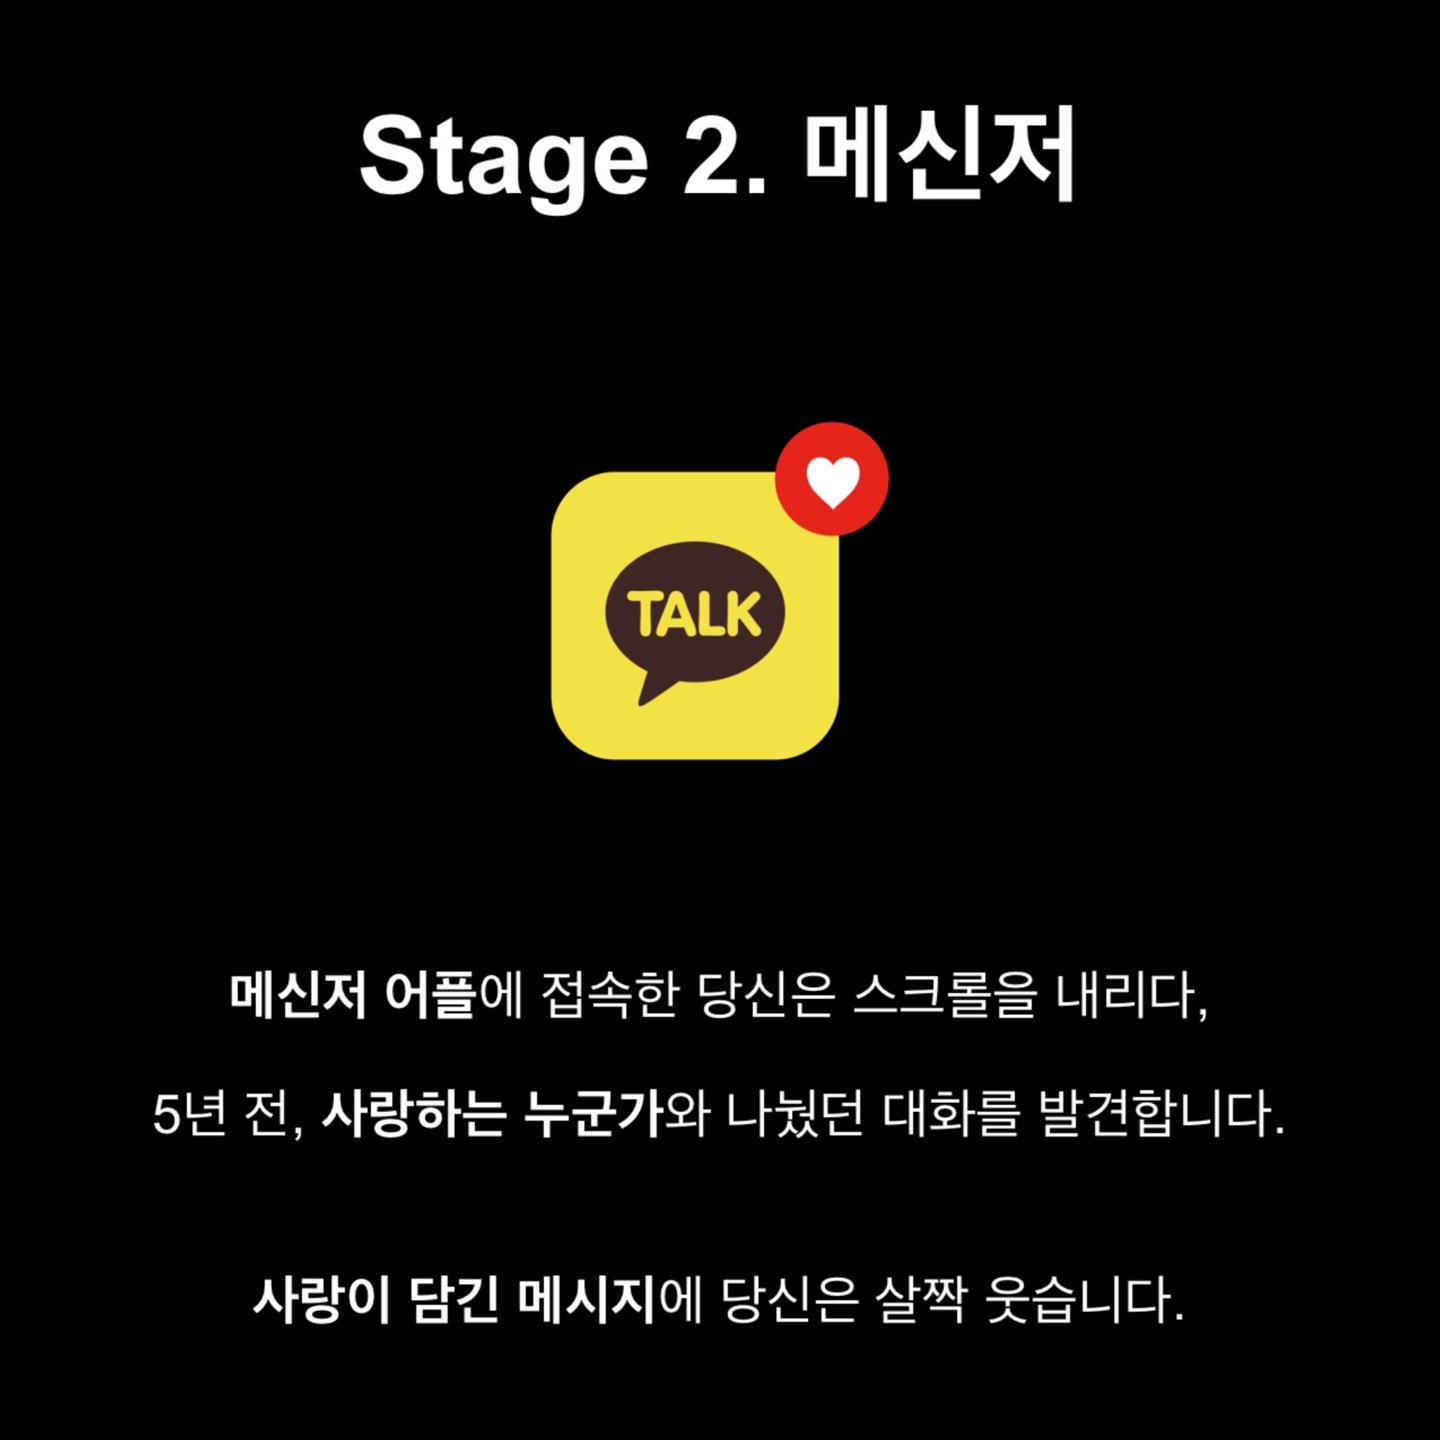 Stage 2. 메신저
TALK
메신저 어플에 접속한 당신은 스크롤을 내리다,
5년 전, 사랑하는 누군가와 나눴던 대화를 발견합니다.
사랑이 담긴 메시지에 당신은 살짝 웃습니다.